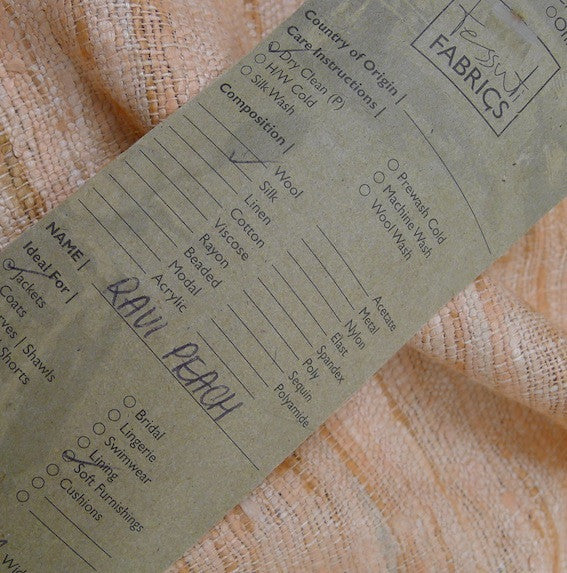 Tessuti
FABRICS
Country of Origin |
Care Instructions |
Dry Clean (P)
H/W Cold
Silk Wash
Prewash Cold
Machine Wash
Wool Wash
Composition |
Wool
Silk
Linen
Cotton
Viscose
Rayon
Beaded
Modal
Acrylic
Acetate
Metal
Nylon
Elast
Spandex
Poly
Sequin
Polyamide
NAME |
RAVI PEACH
Ideal For |
Jackets
Coats
Shawls
Shorts
Bridal
Lingerie
Swimwear
Lining
Soft Furnishings
Cushions